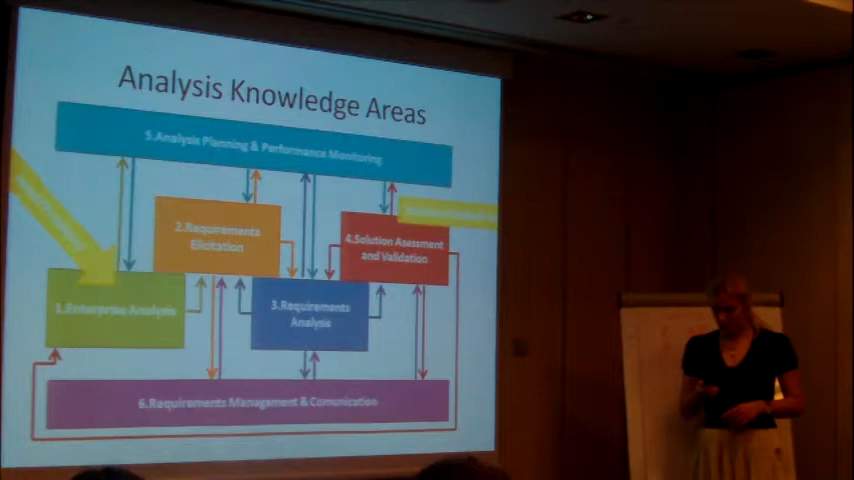 Analysis Knowledge Areas
5.Analysis Planning & Performance Monitoring
2.Requirements
Elicitation
4.Solution Asessment
and Validation
1.Enterprise Analysis
3.Requirements
Analysis
6.Requirements Management & Comunication